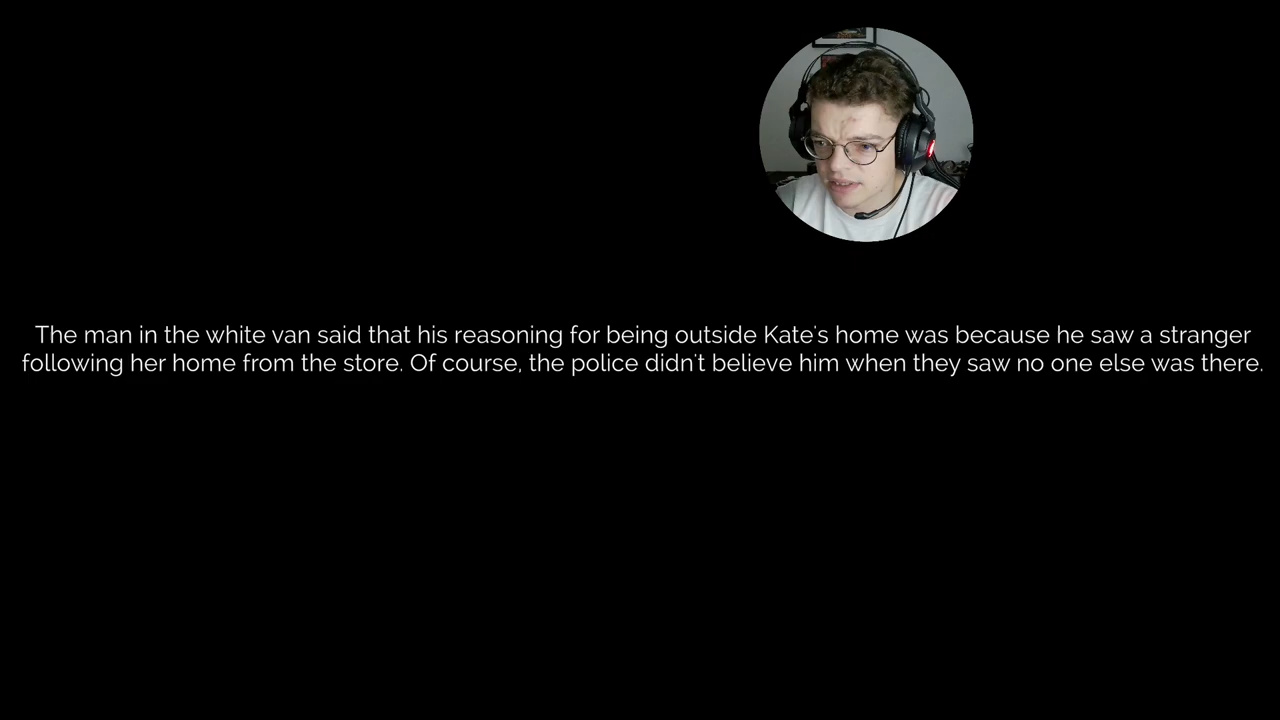 The man in the white van said that his reasoning for being outside Kate's home was because he saw a stranger
following her home from the store. Of course, the police didn't believe him when they saw no one else was there.